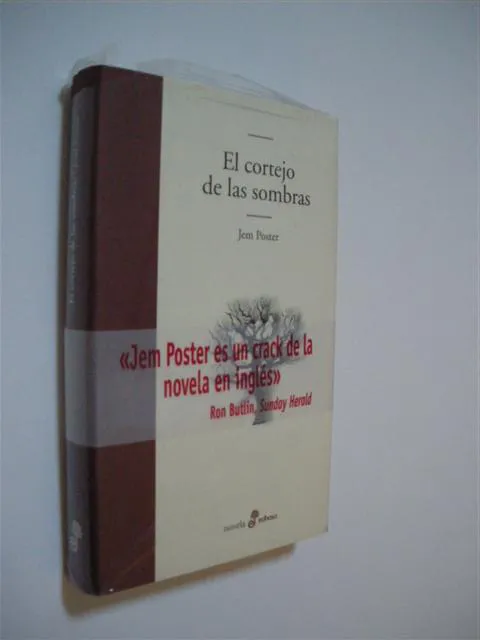 El cortejo
de las sombras
Jem Poster
«Jem Poster es un crack de la
novela en inglés»
Ron Butlin, Sunday Herald
novela edhasa